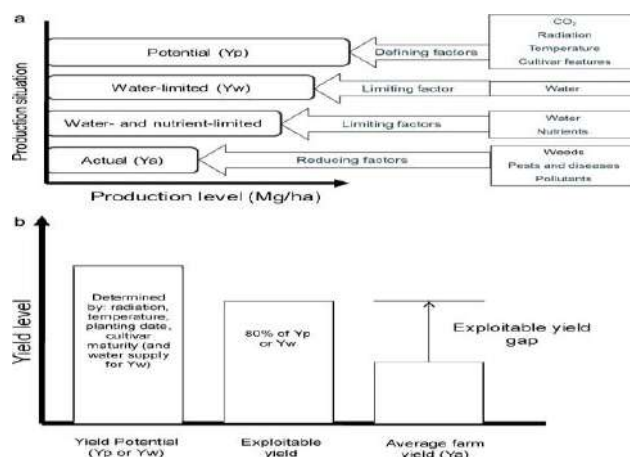 a
Production situation
Potential (Yp)
Defining factors
CO₂
Radiation
Temperature
Cultivar features
Water-limited (Yw)
Limiting factor
Water
Water- and nutrient-limited
Limiting factors
Water
Nutrients
Actual (Ya)
Reducing factors
Weeds
Pests and diseases
Pollutants
Production level (Mg/ha)
b
Yield level
Determined
by: radiation,
temperature,
planting date,
cultivar
maturity (and
water supply
for Yw)
80% of Yp
or Yw
Exploitable yield
gap
Yield Potential
(Yp or Yw)
Exploitable
yield
Average farm
yield (Ya)